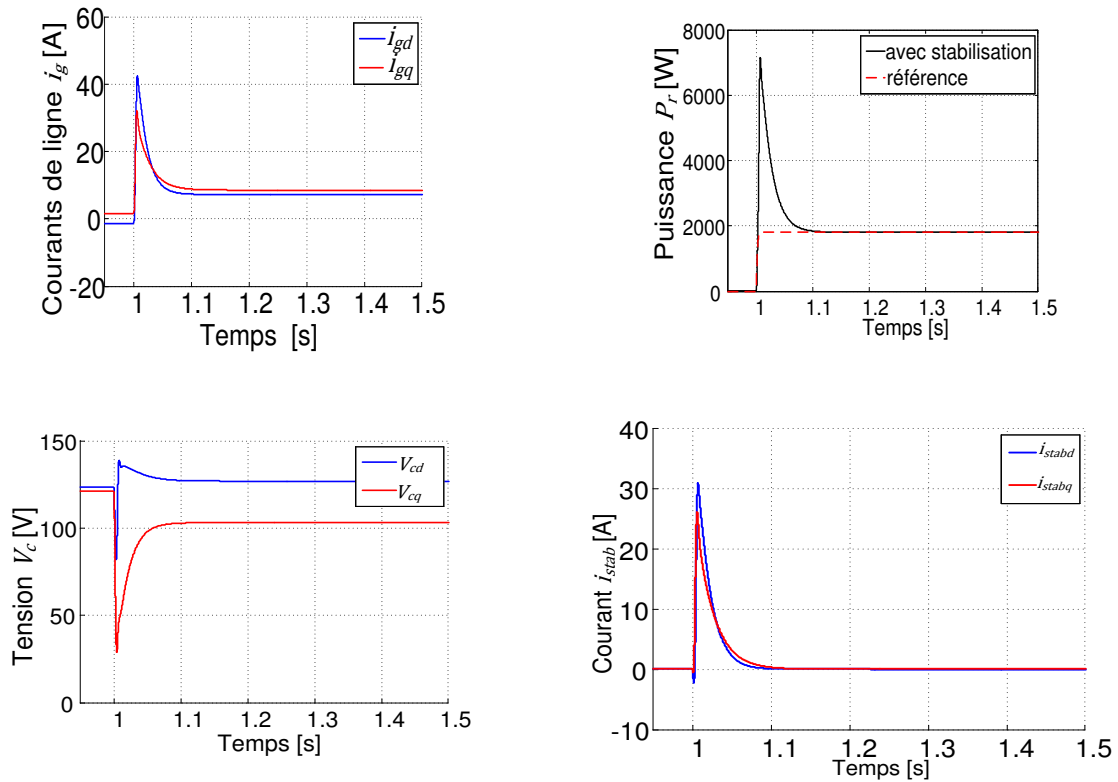 Courants de ligne i_g [A]
60
40
20
0
-20
i_gd
i_gq
1
1.1
1.2
1.3
1.4
1.5
Temps [s]
Puissance P_r [W]
8000
6000
4000
2000
0
avec stabilisation
référence
1
1.1
1.2
1.3
1.4
1.5
Temps [s]
Tension V_c [V]
150
100
50
0
V_cd
V_cq
1
1.1
1.2
1.3
1.4
1.5
Temps [s]
Courant i_stab [A]
40
30
20
10
0
-10
i_stabd
i_stabq
1
1.1
1.2
1.3
1.4
1.5
Temps [s]